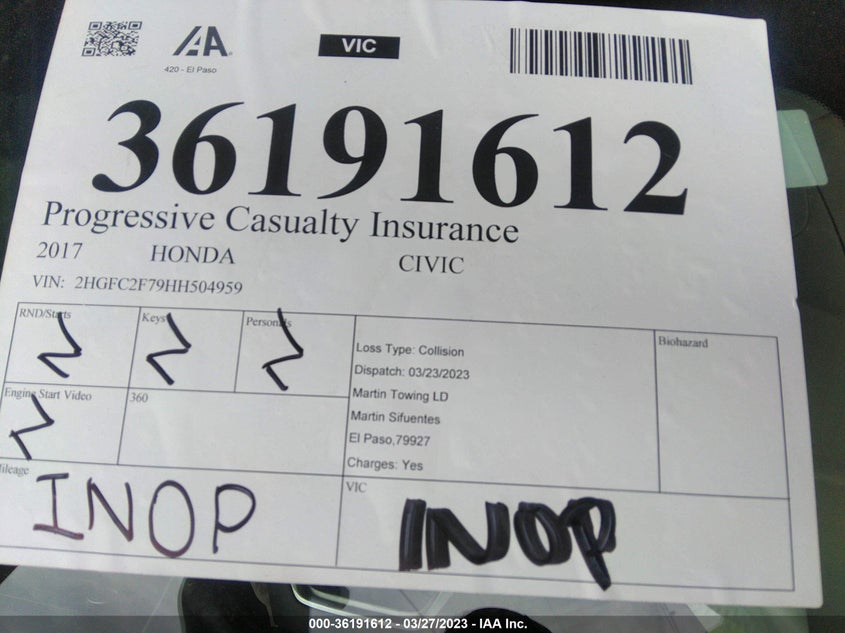 IAA
VIC
420 - El Paso
36191612
Progressive Casualty Insurance
2017 HONDA CIVIC
VIN: 2HGFC2F79HH504959
RND/Starts Keys Personals
N N N
Loss Type: Collision
Dispatch: 03/23/2023
Martin Towing LD
Martin Sifuentes
El Paso,79927
Charges: Yes
Biohazard
Engine Start Video 360
N
Mileage
INOP
VIC
INOP
000-36191612 - 03/27/2023 - IAA Inc.